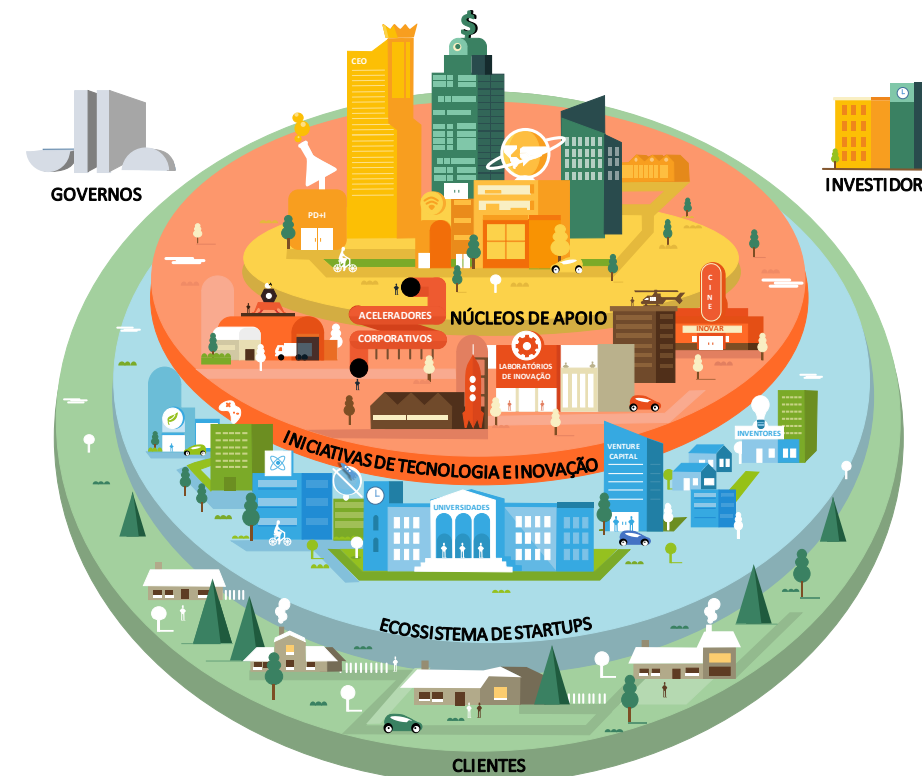 $
CEO
GOVERNOS
INVESTIDOR
PD+I
CINE
ACELERADORES
NÚCLEOS DE APOIO
INOVAR
CORPORATIVOS
LABORATÓRIOS
DE INOVAÇÃO
INICIATIVAS DE TECNOLOGIA E INOVAÇÃO
VENTURE
CAPITAL
INVENTORES
UNIVERSIDADES
ECOSSISTEMA DE STARTUPS
CLIENTES